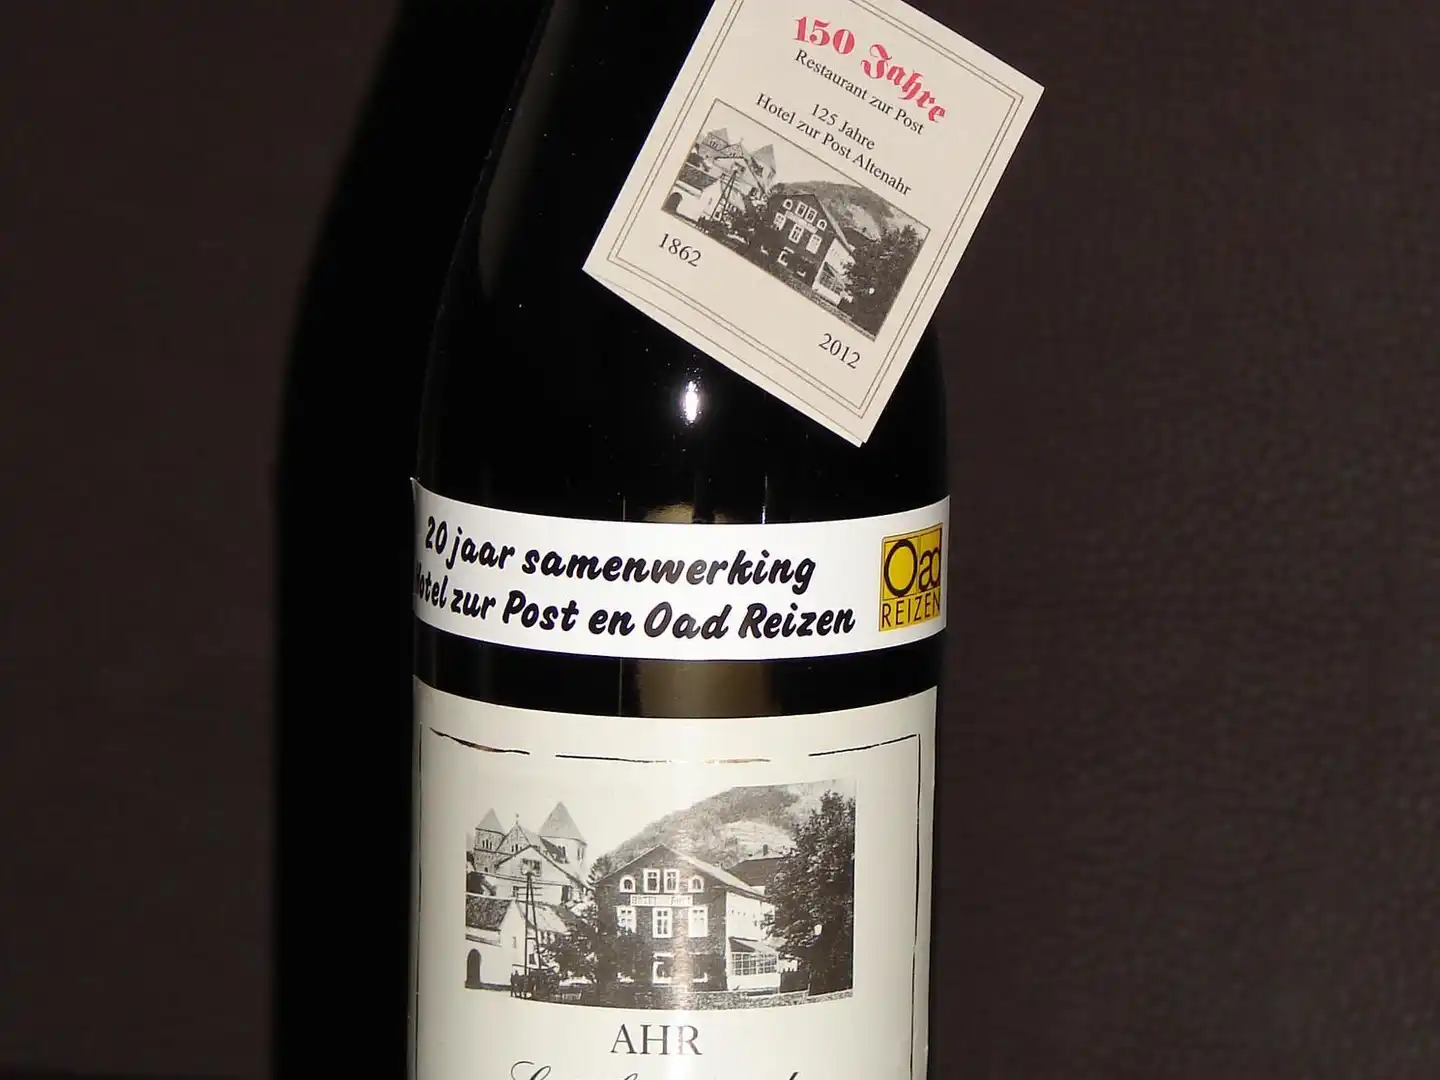 150 Jahre
Restaurant zur Post
125 Jahre
Hotel zur Post Altenahr
1862
2012
20 jaar samenwerking
Hotel zur Post en Oad Reizen
Oad
REIZEN
AHR